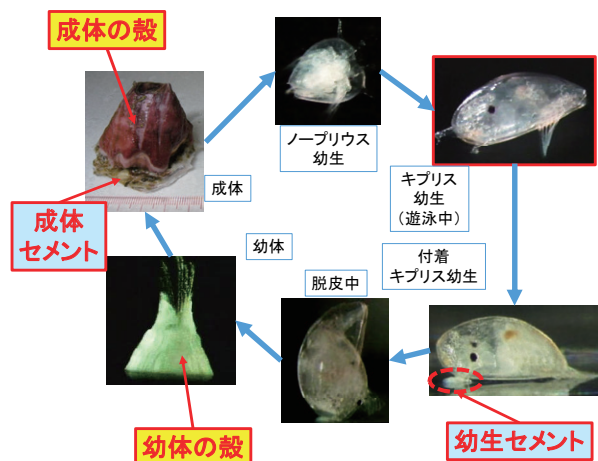 成体の殻
ノープリウス
幼生
キプリス
幼生
(遊泳中)
成体
成体
セメント
付着
キプリス幼生
幼体
脱皮中
幼体の殻
幼生セメント